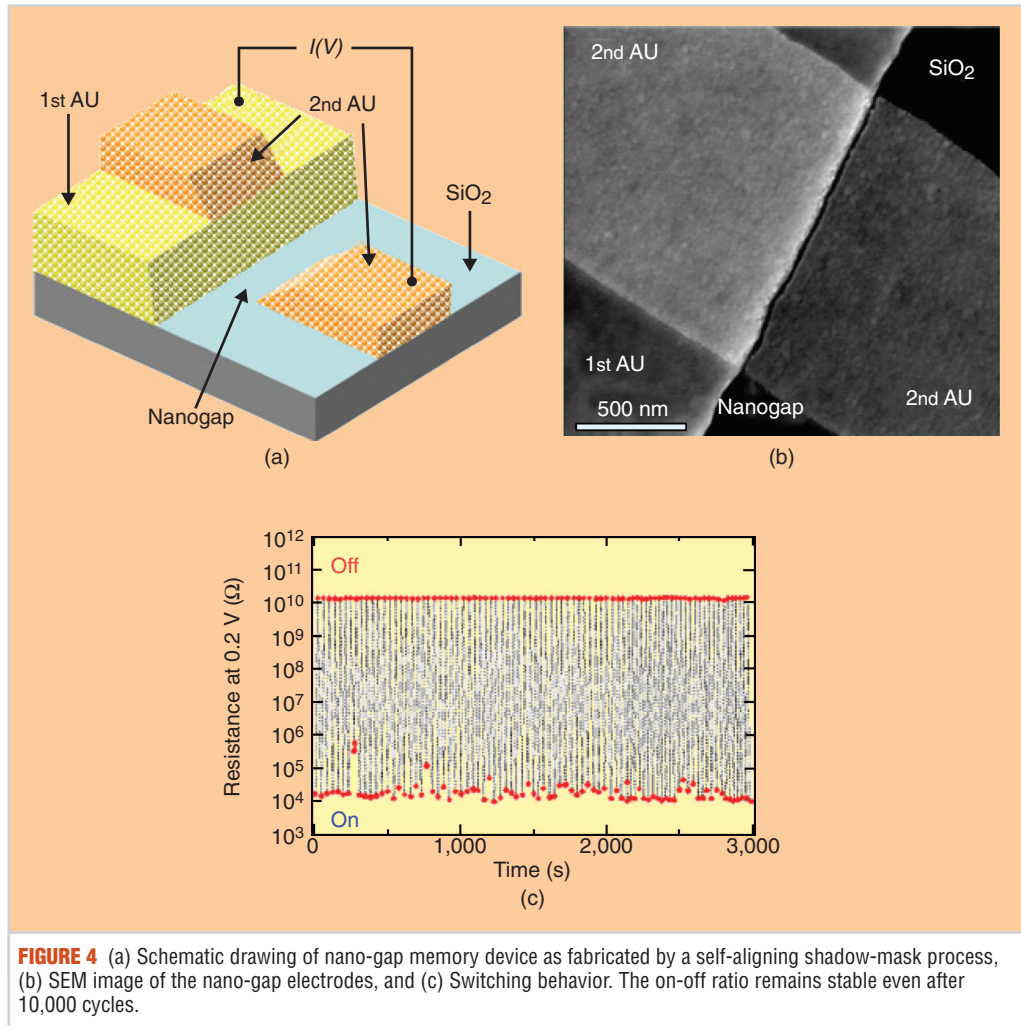 I(V)
1st AU
2nd AU
SiO2
Nanogap
(a)
2nd AU
SiO2
1st AU
500 nm
Nanogap
2nd AU
(b)
Resistance at 0.2 V (Ω)
10^12
10^11
10^10
10^9
10^8
10^7
10^6
10^5
10^4
10^3
Off
On
0
1,000
2,000
3,000
Time (s)
(c)
FIGURE 4 (a) Schematic drawing of nano-gap memory device as fabricated by a self-aligning shadow-mask process,
(b) SEM image of the nano-gap electrodes, and (c) Switching behavior. The on-off ratio remains stable even after
10,000 cycles.